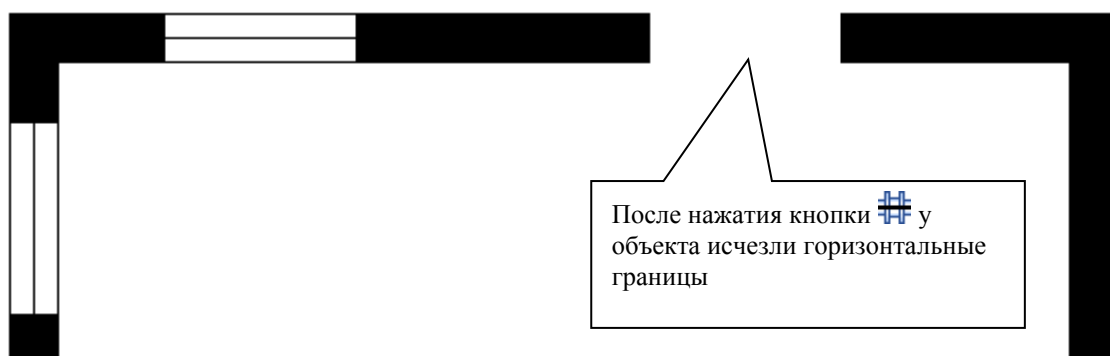 После нажатия кнопки у
объекта исчезли горизонтальные
границы